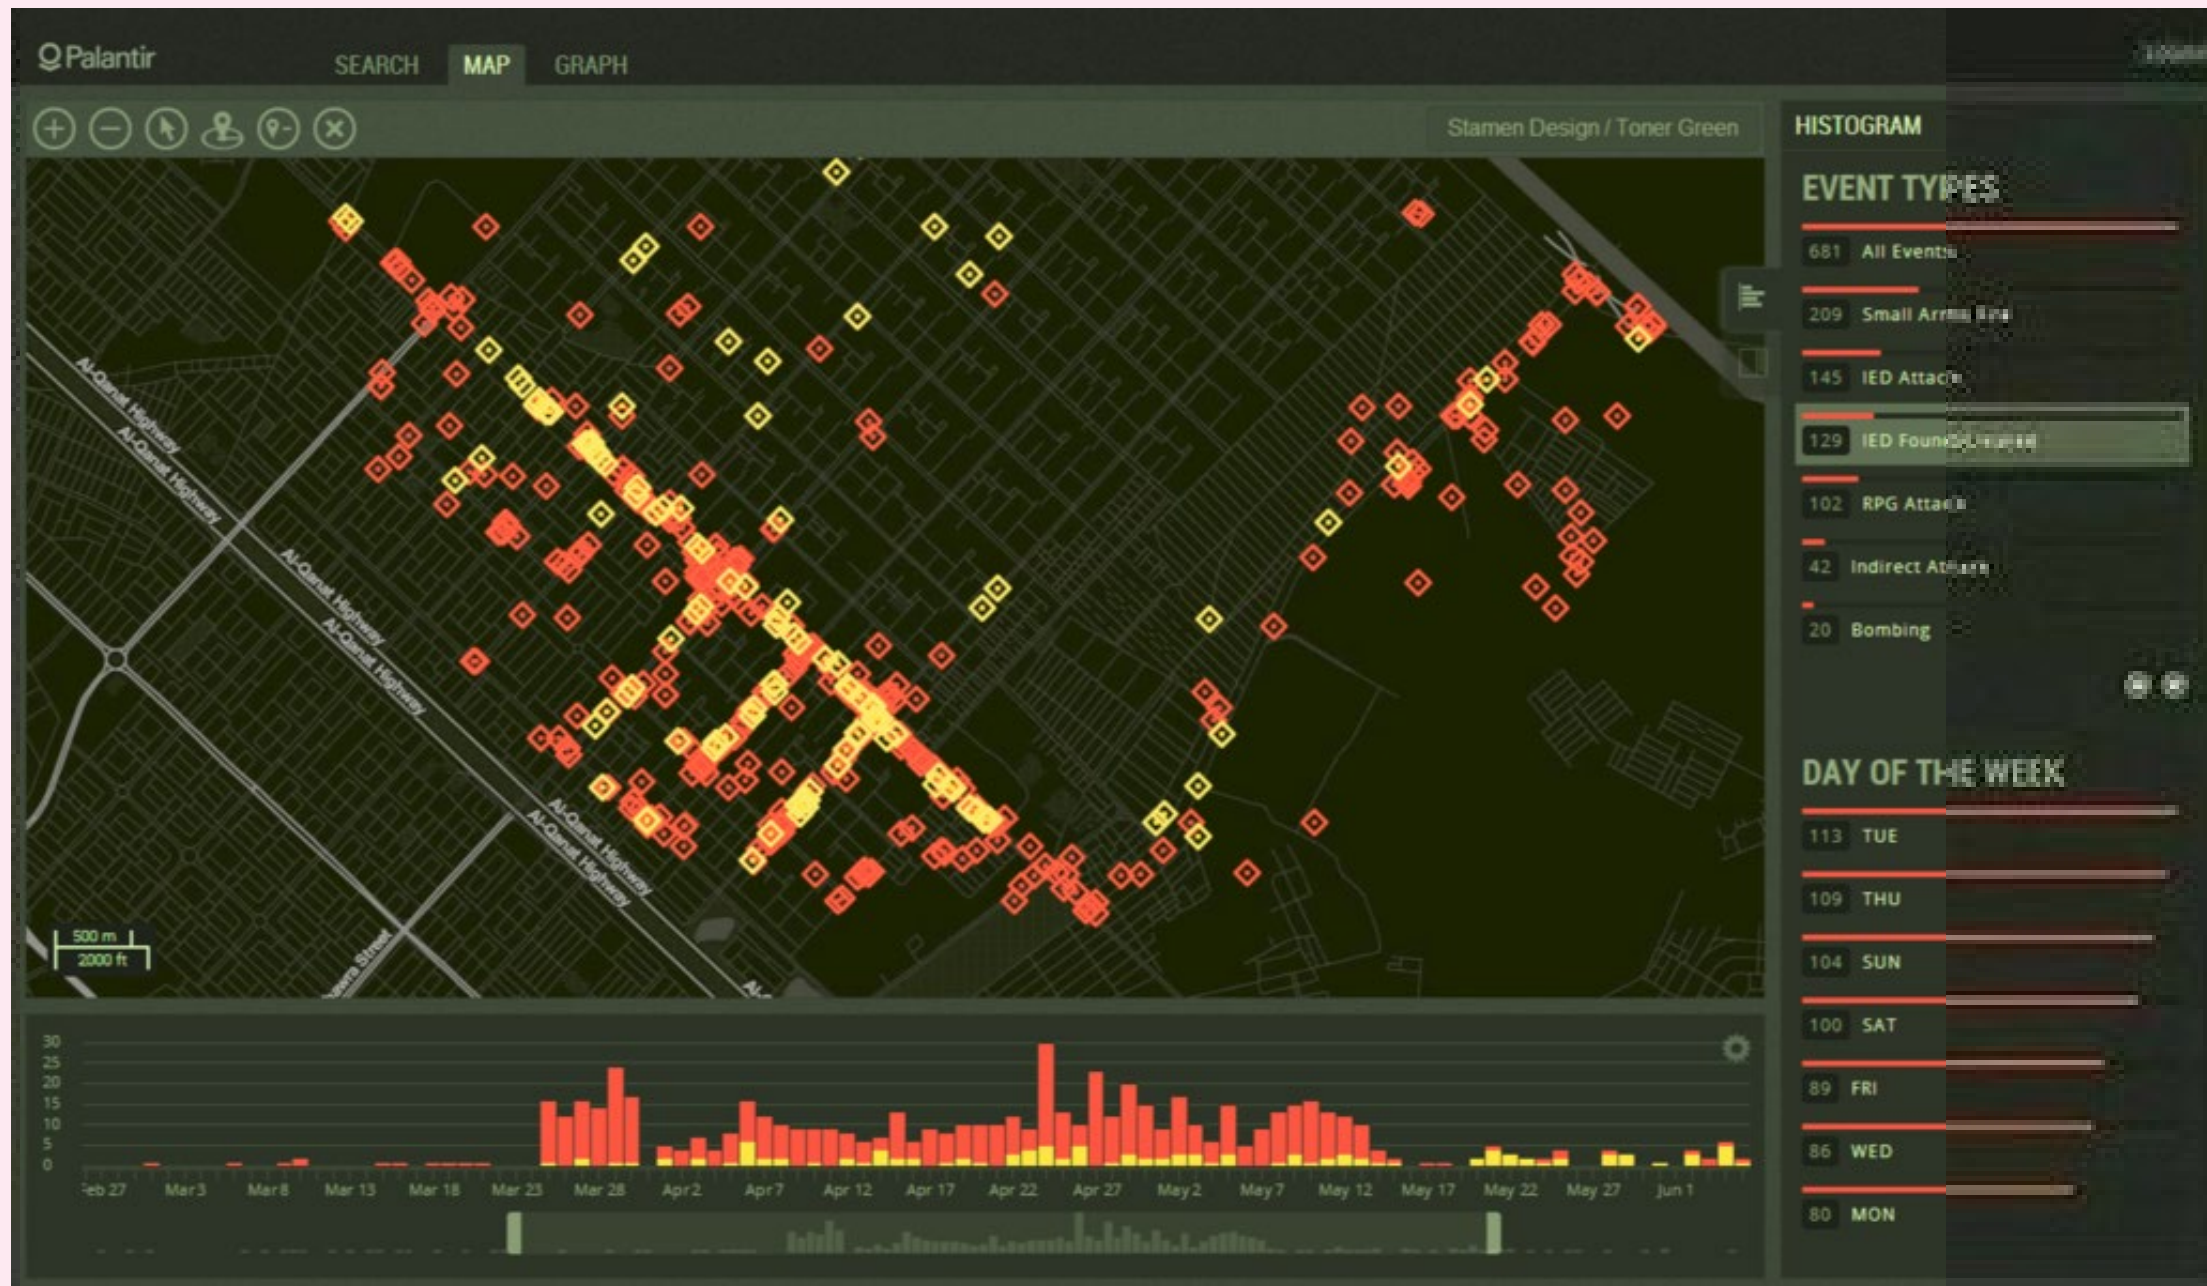 Palantir
SEARCH MAP GRAPH
Stamen Design / Toner Green
HISTOGRAM
EVENT TYPES
681 All Events
209 Small Arms Fire
145 IED Attack
129 IED Found
102 RPG Attack
42 Indirect Attack
20 Bombing
Al-Qanat Highway
Al-Qanat Highway
Al-Qanat Highway
Al-Qanat Highway
Al-Qanat Highway
Al-Qanat Highway
500 m
2000 ft
DAY OF THE WEEK
113 TUE
109 THU
104 SUN
100 SAT
89 FRI
86 WED
80 MON
30
25
20
15
10
5
0
Feb 27 Mar 3 Mar 8 Mar 13 Mar 18 Mar 23 Mar 28 Apr 2 Apr 7 Apr 12 Apr 17 Apr 22 Apr 27 May 2 May 7 May 12 May 17 May 22 May 27 Jun 1